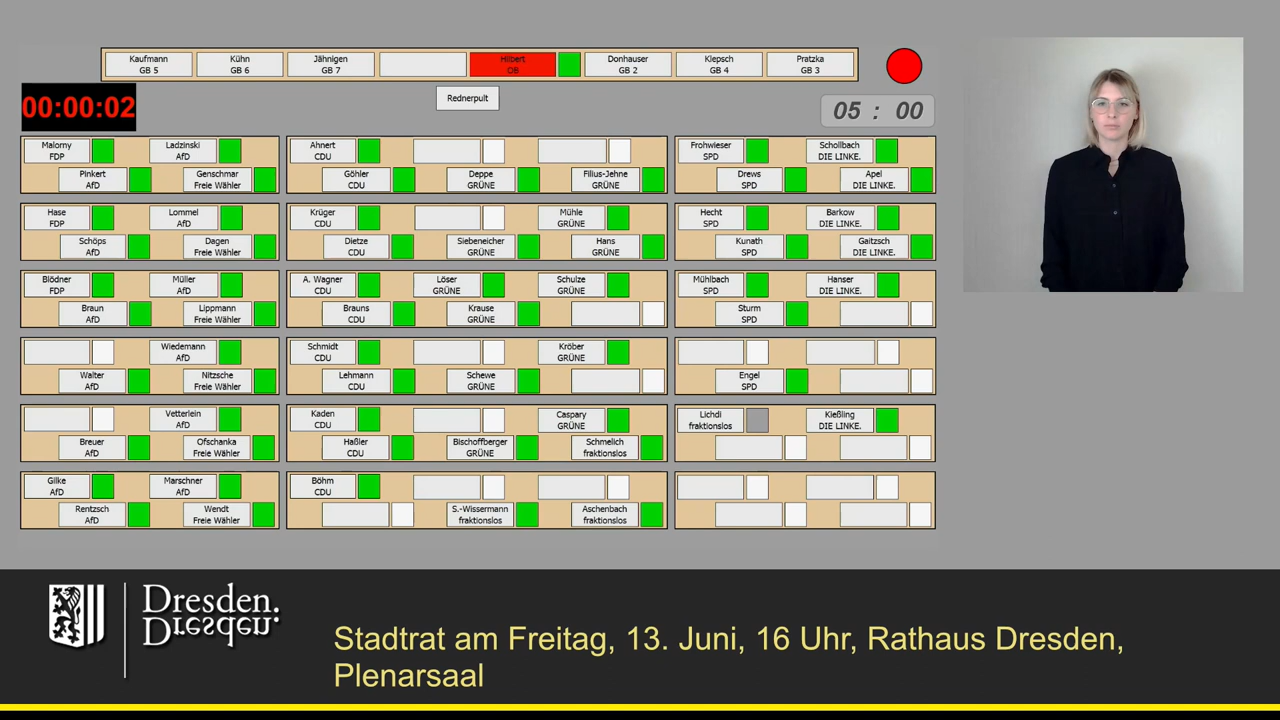 Kaufmann
GB 5
Kühn
GB 6
Jähnigen
GB 7
Hilbert
OB
Donhauser
GB 2
Klepsch
GB 4
Pratzka
GB 3
00:00:02
Rednerpult
05 : 00
Malorny
FDP
Ladzinski
AfD
Pinkert
AfD
Genschmar
Freie Wähler
Ahnert
CDU
Göhler
CDU
Deppe
GRÜNE
Filius-Jehne
GRÜNE
Frohwieser
SPD
Schollbach
DIE LINKE.
Drews
SPD
Apel
DIE LINKE.
Hase
FDP
Lommel
AfD
Schöps
AfD
Dagen
Freie Wähler
Krüger
CDU
Mühle
GRÜNE
Dietze
CDU
Siebeneicher
GRÜNE
Hans
GRÜNE
Hecht
SPD
Barkow
DIE LINKE.
Kunath
SPD
Gaitzsch
DIE LINKE.
Blödner
FDP
Müller
AfD
Braun
AfD
Lippmann
Freie Wähler
A. Wagner
CDU
Löser
GRÜNE
Schulze
GRÜNE
Brauns
CDU
Krause
GRÜNE
Mühlbach
SPD
Hanser
DIE LINKE.
Sturm
SPD
Wiedemann
AfD
Walter
AfD
Nitzsche
Freie Wähler
Schmidt
CDU
Kröber
GRÜNE
Lehmann
CDU
Schewe
GRÜNE
Engel
SPD
Vetterlein
AfD
Breuer
AfD
Ofschanka
Freie Wähler
Kaden
CDU
Caspary
GRÜNE
Haßler
CDU
Bischoffberger
GRÜNE
Schmelich
fraktionslos
Lichdi
fraktionslos
Kießling
DIE LINKE.
Gilke
AfD
Marschner
AfD
Rentzsch
AfD
Wendt
Freie Wähler
Böhm
CDU
S.-Wissermann
fraktionslos
Aschenbach
fraktionslos
Dresden.
Dresden.
Stadtrat am Freitag, 13. Juni, 16 Uhr, Rathaus Dresden,
Plenarsaal